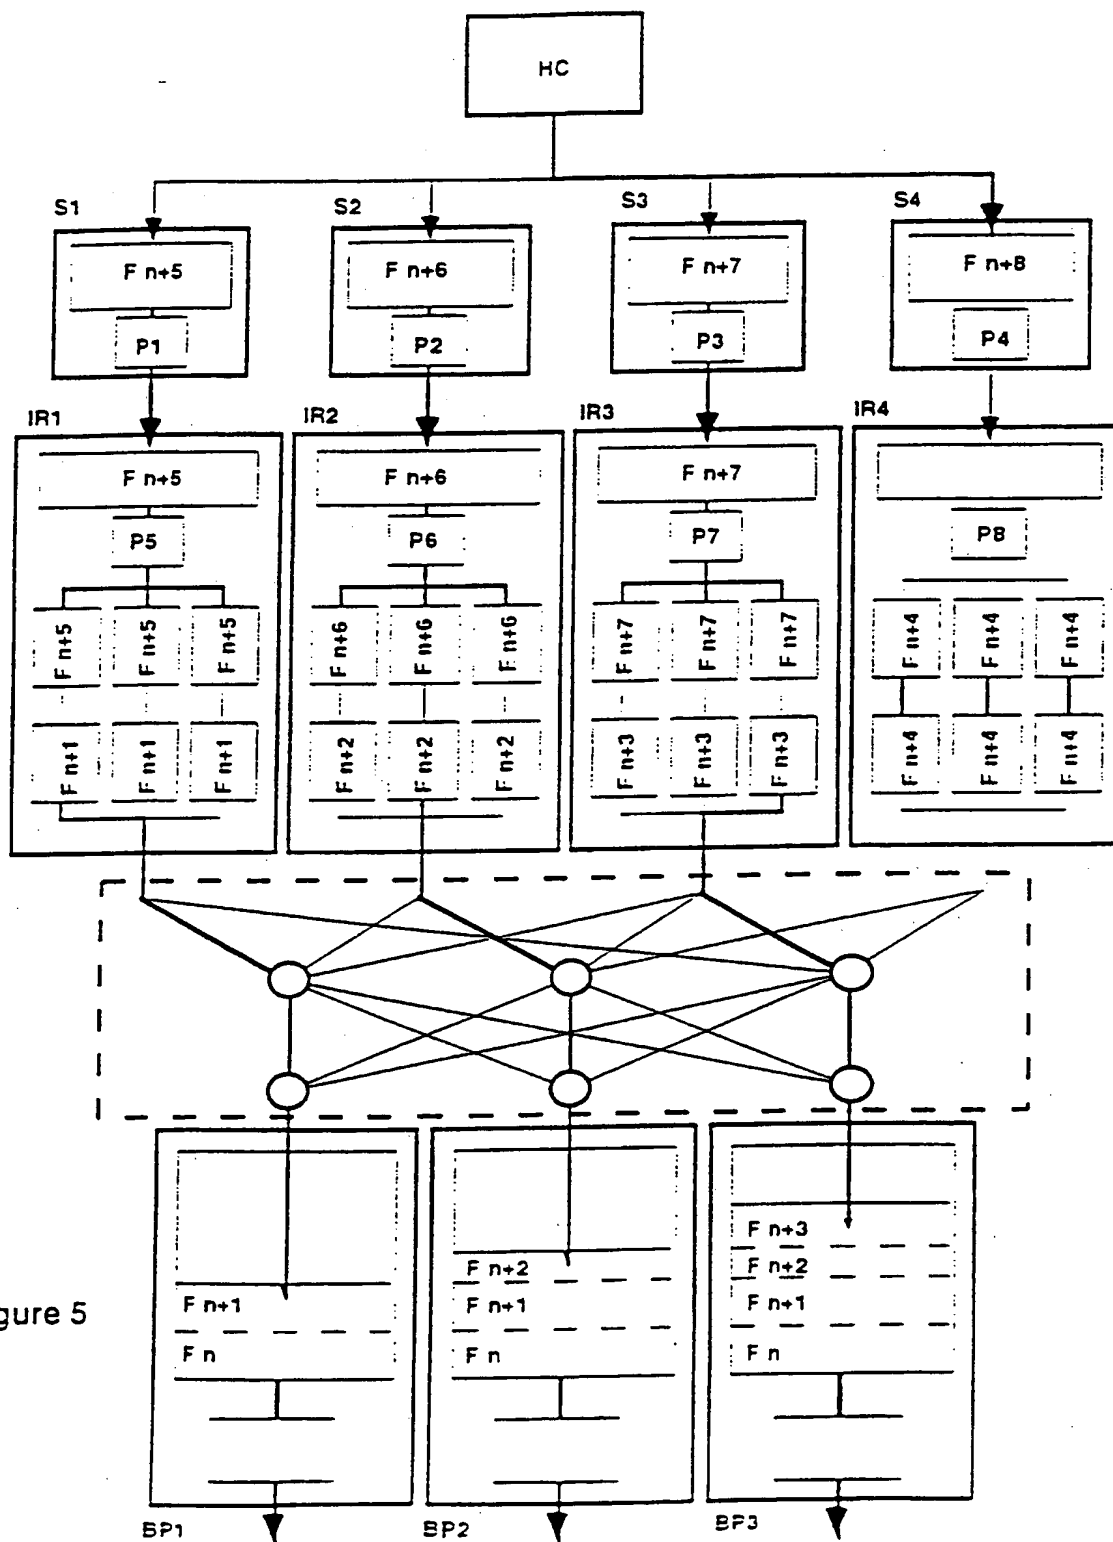 HC
S1
S2
S3
S4
F n+5
F n+6
F n+7
F n+8
P1
P2
P3
P4
IR1
IR2
IR3
IR4
F n+5
F n+6
F n+7
P5
P6
P7
P8
F n+5
F n+5
F n+5
F n+6
F n+6
F n+6
F n+7
F n+7
F n+7
F n+4
F n+4
F n+4
F n+1
F n+1
F n+1
F n+2
F n+2
F n+2
F n+3
F n+3
F n+3
F n+4
F n+4
F n+4
F n+1
F n
F n+2
F n+1
F n
F n+3
F n+2
F n+1
F n
gure 5
BP1
BP2
BP3